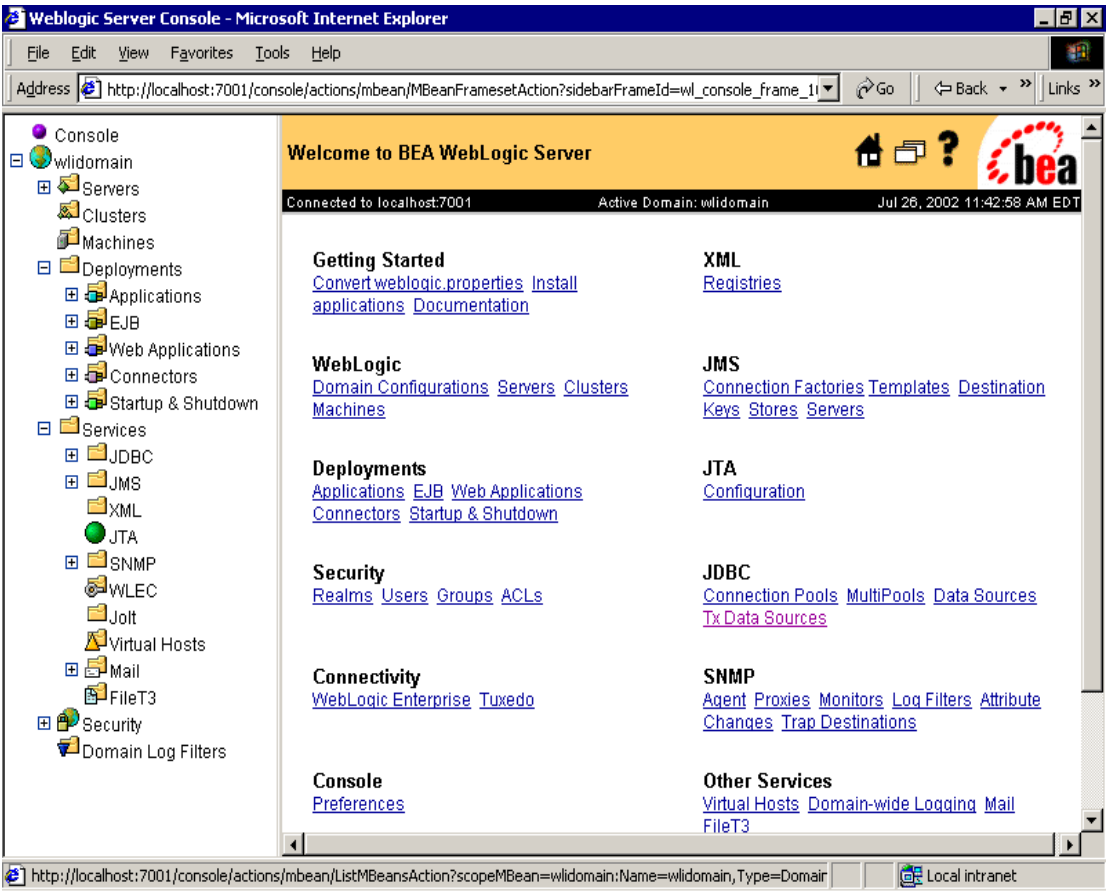 Weblogic Server Console - Microsoft Internet Explorer
File Edit View Favorites Tools Help
Address http://localhost:7001/console/actions/mbean/MBeanFramesetAction?sidebarFrameId=wl_console_frame_1 Go Back » Links »
Console
wlidomain
Servers
Clusters
Machines
Deployments
Applications
EJB
Web Applications
Connectors
Startup & Shutdown
Services
JDBC
JMS
XML
JTA
SNMP
WLEC
Jolt
Virtual Hosts
Mail
FileT3
Security
Domain Log Filters
Welcome to BEA WebLogic Server
?
bea
Connected to localhost:7001 Active Domain: wlidomain Jul 26, 2002 11:42:58 AM EDT
Getting Started
Convert weblogic.properties Install
applications Documentation
XML
Registries
WebLogic
Domain Configurations Servers Clusters
Machines
JMS
Connection Factories Templates Destination
Keys Stores Servers
Deployments
Applications EJB Web Applications
Connectors Startup & Shutdown
JTA
Configuration
Security
Realms Users Groups ACLs
JDBC
Connection Pools MultiPools Data Sources
Tx Data Sources
Connectivity
WebLogic Enterprise Tuxedo
SNMP
Agent Proxies Monitors Log Filters Attribute
Changes Trap Destinations
Console
Preferences
Other Services
Virtual Hosts Domain-wide Logging Mail
FileT3
http://localhost:7001/console/actions/mbean/ListMBeansAction?scopeMBean=wlidomain:Name=wlidomain,Type=Domair Local intranet